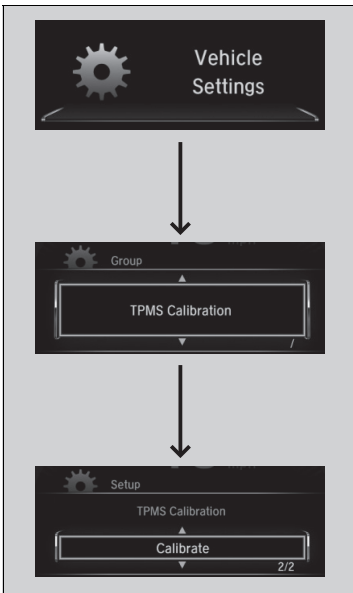 Vehicle
Settings
Group
TPMS Calibration
/
Setup
TPMS Calibration
Calibrate
2/2